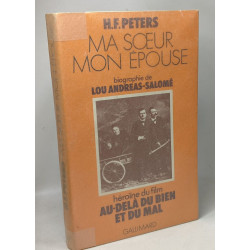 H.F. PETERS
MA SŒUR
MON ÉPOUSE
biographie de
LOU ANDREAS-SALOMÉ
héroïne du film
AU-DELÀ DU BIEN
ET DU MAL
GALLIMARD